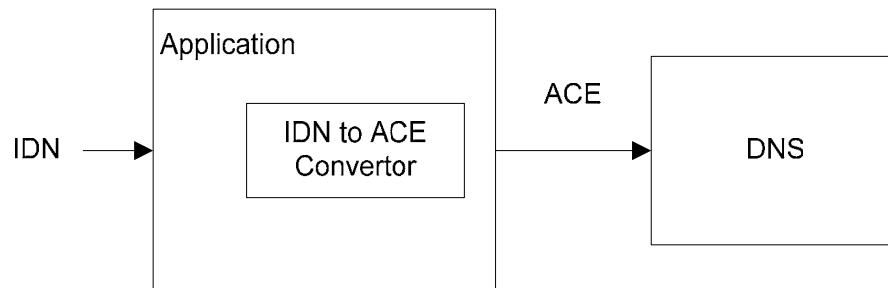 Application
IDN
IDN to ACE
Convertor
ACE
DNS